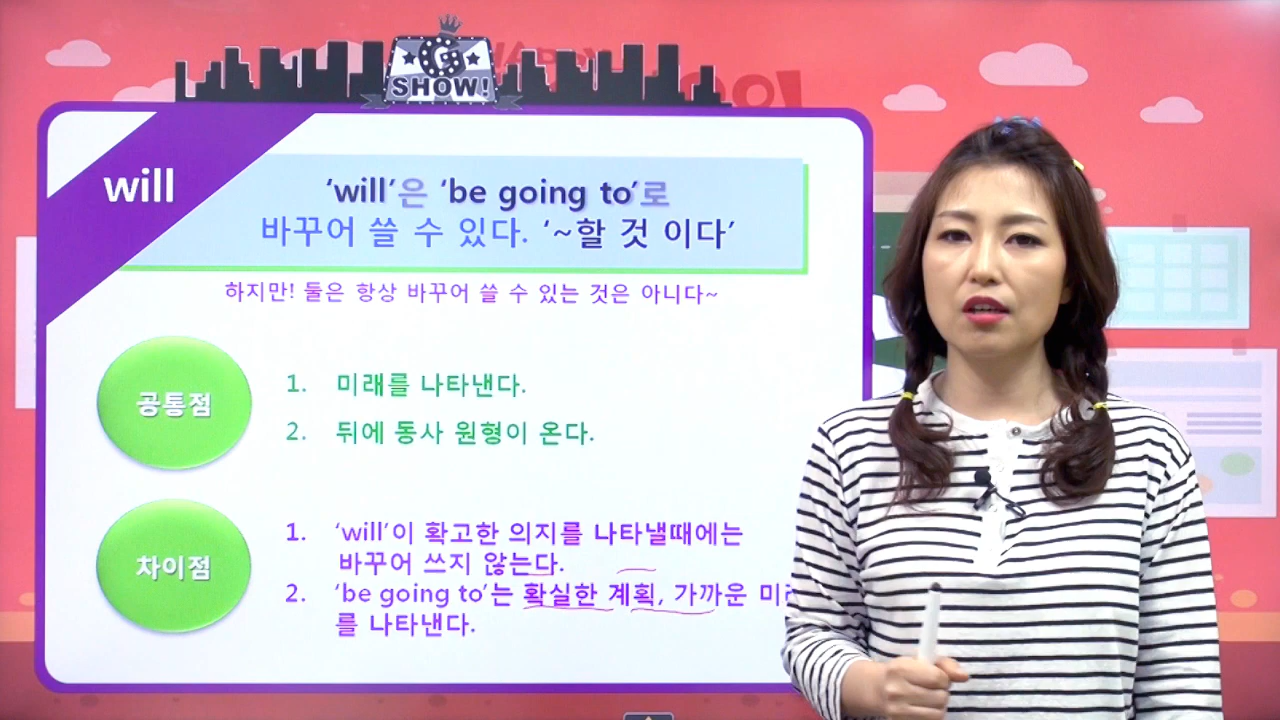 G
SHOW!
will
‘will’은 ‘be going to’로
바꾸어 쓸 수 있다. ‘~할 것 이다’
하지만! 둘은 항상 바꾸어 쓸 수 있는 것은 아니다~
공통점
1. 미래를 나타낸다.
2. 뒤에 동사 원형이 온다.
차이점
1. ‘will’이 확고한 의지를 나타낼때에는
바꾸어 쓰지 않는다.
2. ‘be going to’는 확실한 계획, 가까운 미래
를 나타낸다.